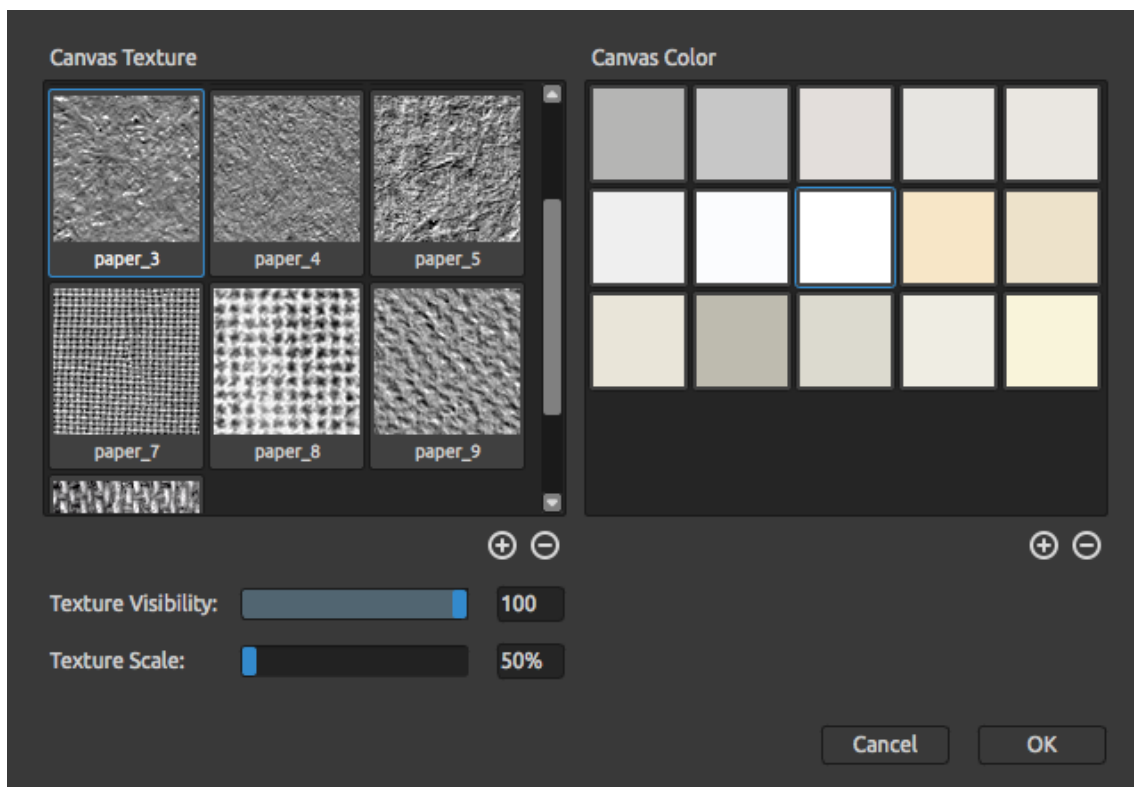 Canvas Texture
Canvas Color
paper_3
paper_4
paper_5
paper_7
paper_8
paper_9
Texture Visibility:
100
Texture Scale:
50%
Cancel
OK